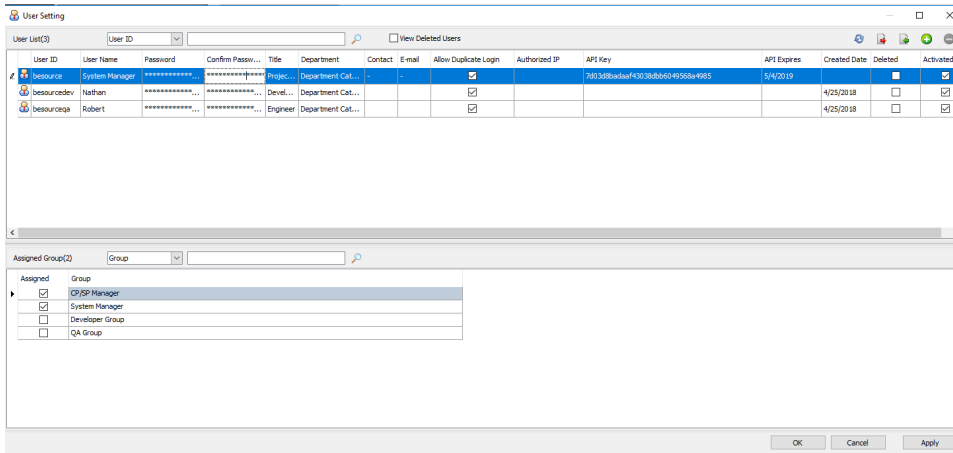 User Setting
User List(3) User ID View Deleted Users
User ID User Name Password Confirm Passw... Title Department Contact E-mail Allow Duplicate Login Authorized IP API Key API Expires Created Date Deleted Activated
besource System Manager ************... ************ Projec... Department Cat... - - 7d03d8badaaf43038dbb6049568a4985 5/4/2019
besourcedev Nathan ************... ************... Devel... Department Cat... 4/25/2018
besourceqa Robert ************... ************... Engineer Department Cat... 4/25/2018
Assigned Group(2) Group
Assigned Group
CP/SP Manager
System Manager
Developer Group
QA Group
OK Cancel Apply